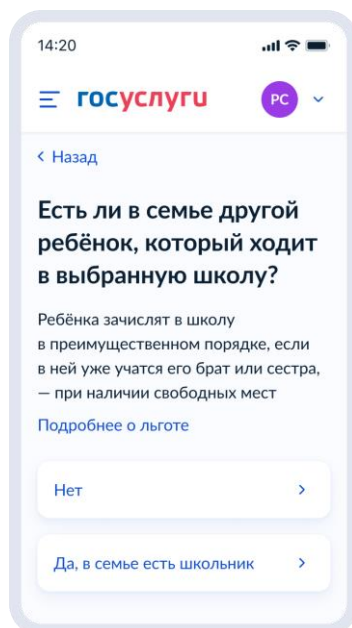 14:20
госуслуги
РС
Назад
Есть ли в семье другой
ребёнок, который ходит
в выбранную школу?
Ребёнка зачислят в школу
в преимущественном порядке, если
в ней уже учатся его брат или сестра,
— при наличии свободных мест
Подробнее о льготе
Нет
Да, в семье есть школьник